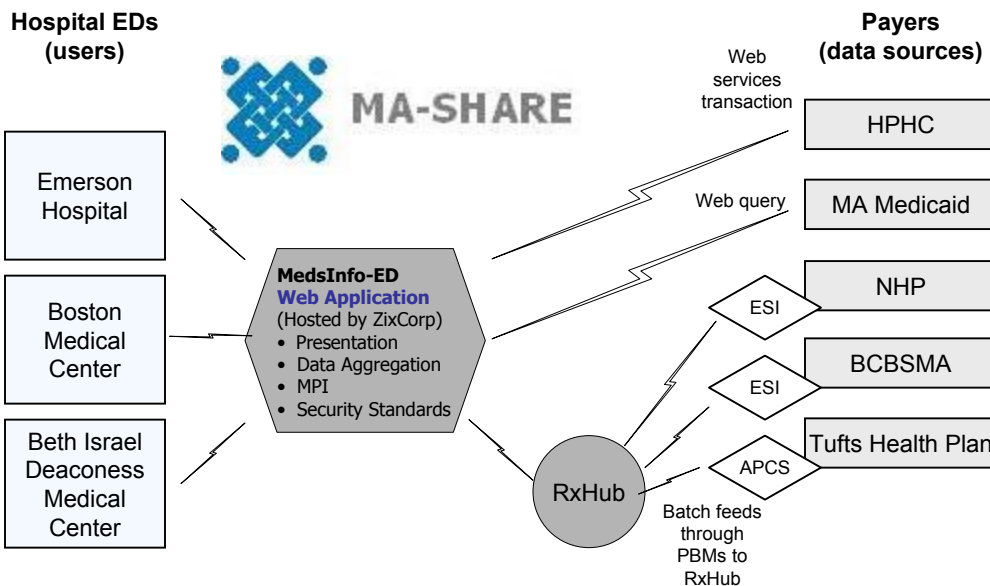 Hospital EDs
(users)
Payers
(data sources)
MA-SHARE
Web
services
transaction
HPHC
Emerson
Hospital
Web query
MA Medicaid
MedsInfo-ED
Web Application
(Hosted by ZixCorp)
• Presentation
• Data Aggregation
• MPI
• Security Standards
Boston
Medical
Center
ESI
NHP
ESI
BCBSMA
Beth Israel
Deaconess
Medical
Center
RxHub
APCS
Tufts Health Plan
Batch feeds
through
PBMs to
RxHub